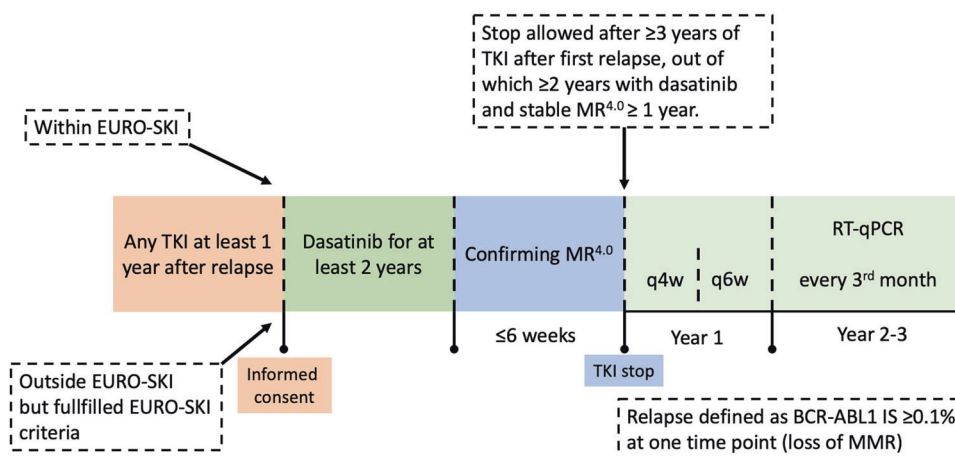 Stop allowed after ≥3 years of
TKI after first relapse, out of
which ≥2 years with dasatinib
and stable MR4.0 ≥ 1 year.
Within EURO-SKI
Any TKI at least 1
year after relapse
Dasatinib for at
least 2 years
Confirming MR4.0
q4w
q6w
RT-qPCR
every 3rd month
≤6 weeks
Year 1
Year 2-3
Outside EURO-SKI
but fullfilled EURO-SKI
criteria
Informed
consent
TKI stop
Relapse defined as BCR-ABL1 IS ≥0.1%
at one time point (loss of MMR)